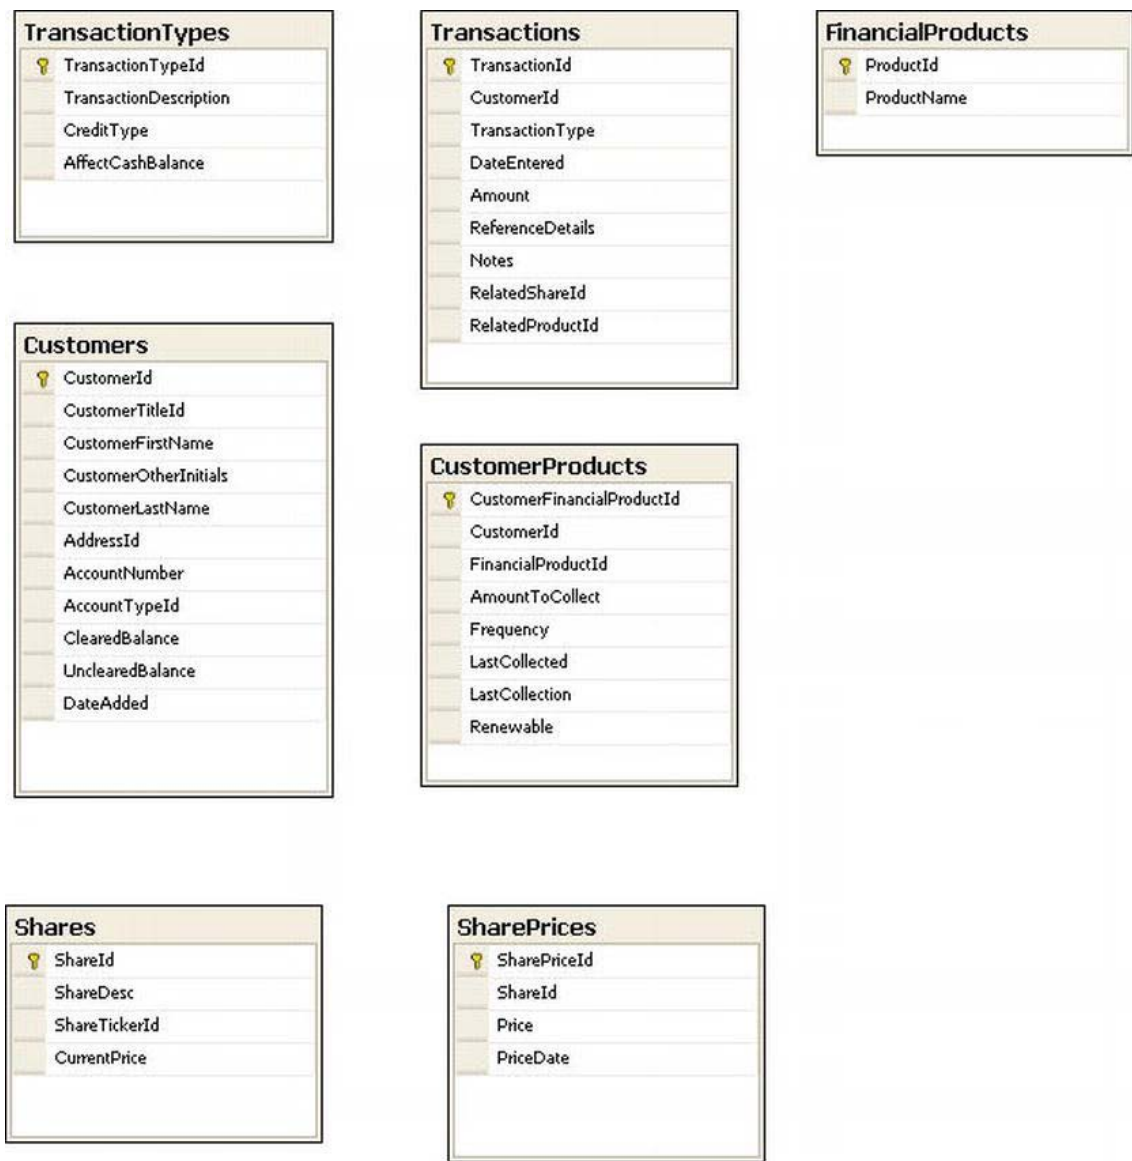 TransactionTypes
TransactionTypeId
TransactionDescription
CreditType
AffectCashBalance
Transactions
TransactionId
CustomerId
TransactionType
DateEntered
Amount
ReferenceDetails
Notes
RelatedShareId
RelatedProductId
FinancialProducts
ProductId
ProductName
Customers
CustomerId
CustomerTitleId
CustomerFirstName
CustomerOtherInitials
CustomerLastName
AddressId
AccountNumber
AccountTypeId
ClearedBalance
UnclearedBalance
DateAdded
CustomerProducts
CustomerFinancialProductId
CustomerId
FinancialProductId
AmountToCollect
Frequency
LastCollected
LastCollection
Renewable
Shares
ShareId
ShareDesc
ShareTickerId
CurrentPrice
SharePrices
SharePriceId
ShareId
Price
PriceDate